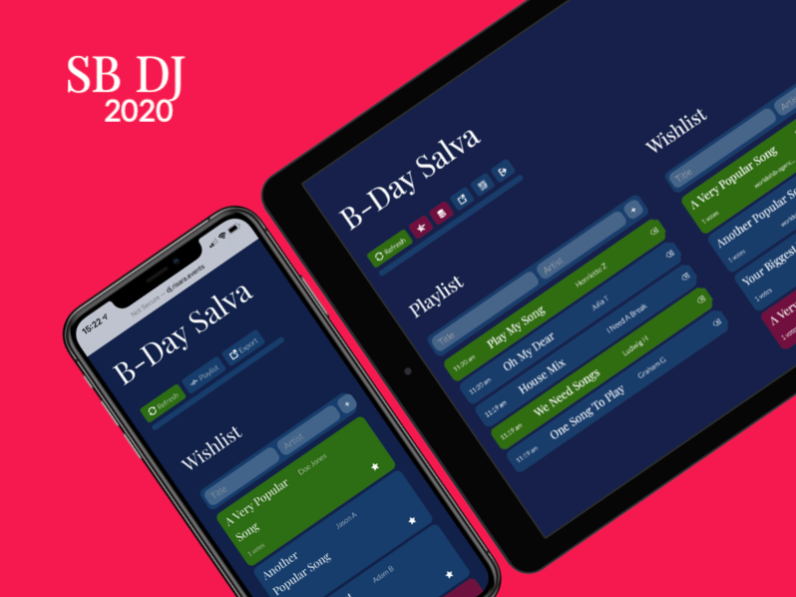 SB DJ
2020
15:22
Not Secure — dj.risara.events
B-Day Salva
Refresh
Playlist
Export
Wishlist
Title
Artist
A Very Popular Song
Doe Jones
1 votes
Another Popular Song
Jason A
Adam B
B-Day Salva
Refresh
Playlist
Title
Artist
11:20 am
Play My Song
Henrietto Z
11:20 am
Oh My Dear
Julia T
11:19 am
House Mix
I Need A Break
11:19 am
We Need Songs
Ludwig H
11:19 am
One Song To Play
Graham G
Wishlist
Title
A Very Popular Song
1 votes
Another Popular So
1 votes
Your Biggest
1 votes
A Very